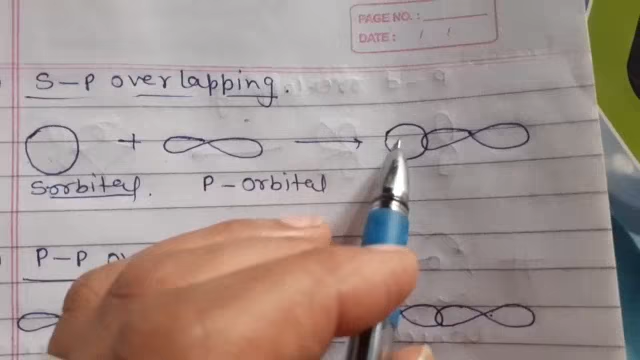 PAGE NO.:
DATE: / /
S-P overlapping.
+ →
Sorbital. P-Orbital
P-P